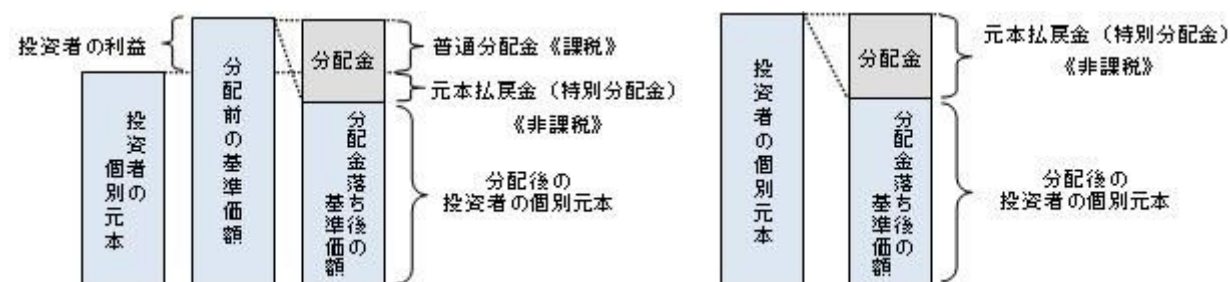 投資者の利益
投資者の
個別元本
分配前の基準価額
分配金
分配金落ち後の
基準価額
普通分配金《課税》
元本払戻金（特別分配金）
《非課税》
分配後の
投資者の個別元本
投資者の個別元本
分配金
分配金落ち後の
基準価額
元本払戻金（特別分配金）
《非課税》
分配後の
投資者の個別元本